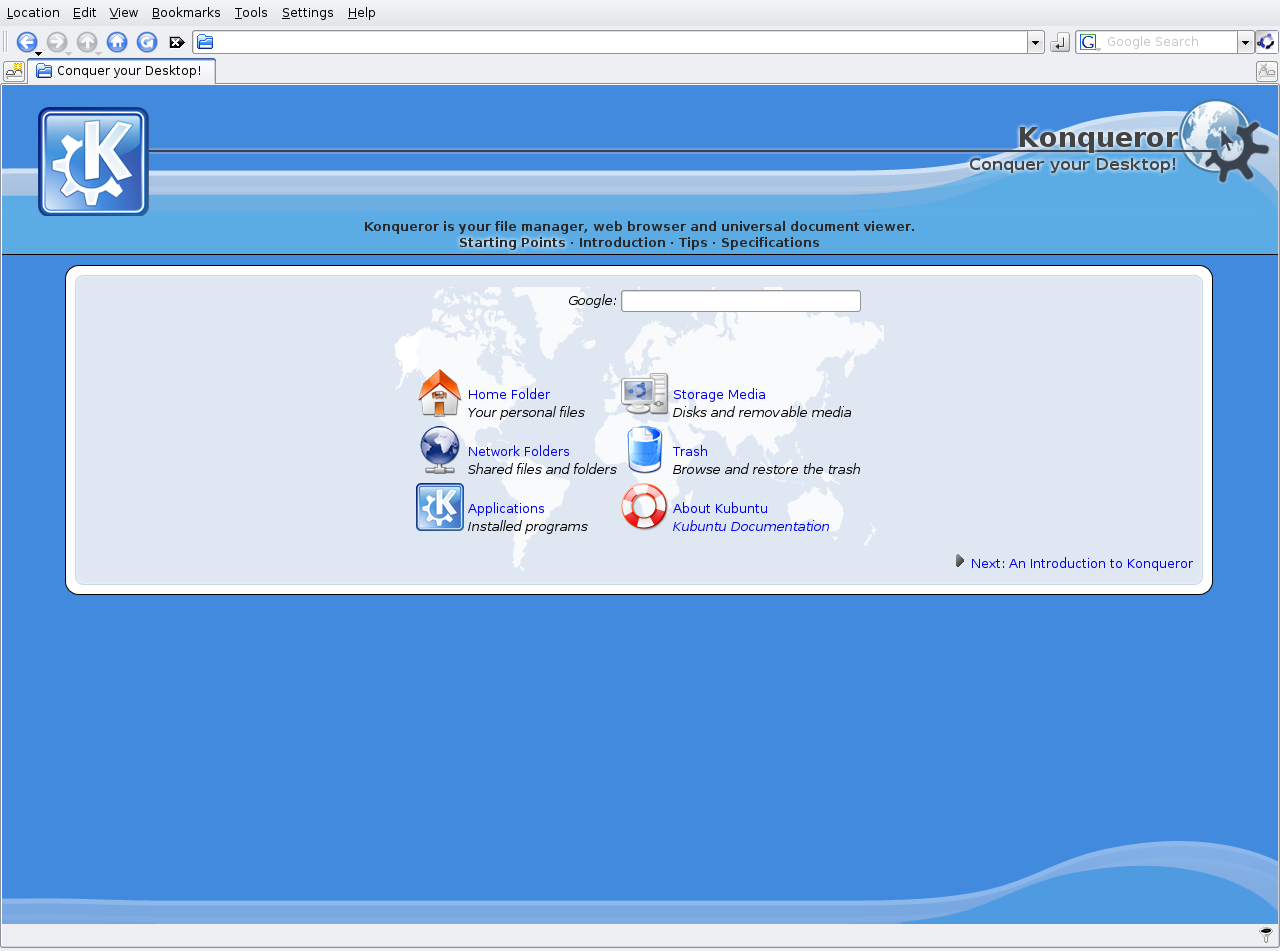 Location Edit View Bookmarks Tools Settings Help
Google Search
Conquer your Desktop!
Konqueror
Conquer your Desktop!
Konqueror is your file manager, web browser and universal document viewer.
Starting Points · Introduction · Tips · Specifications
Google:
Home Folder
Your personal files
Storage Media
Disks and removable media
Network Folders
Shared files and folders
Trash
Browse and restore the trash
Applications
Installed programs
About Kubuntu
Kubuntu Documentation
Next: An Introduction to Konqueror